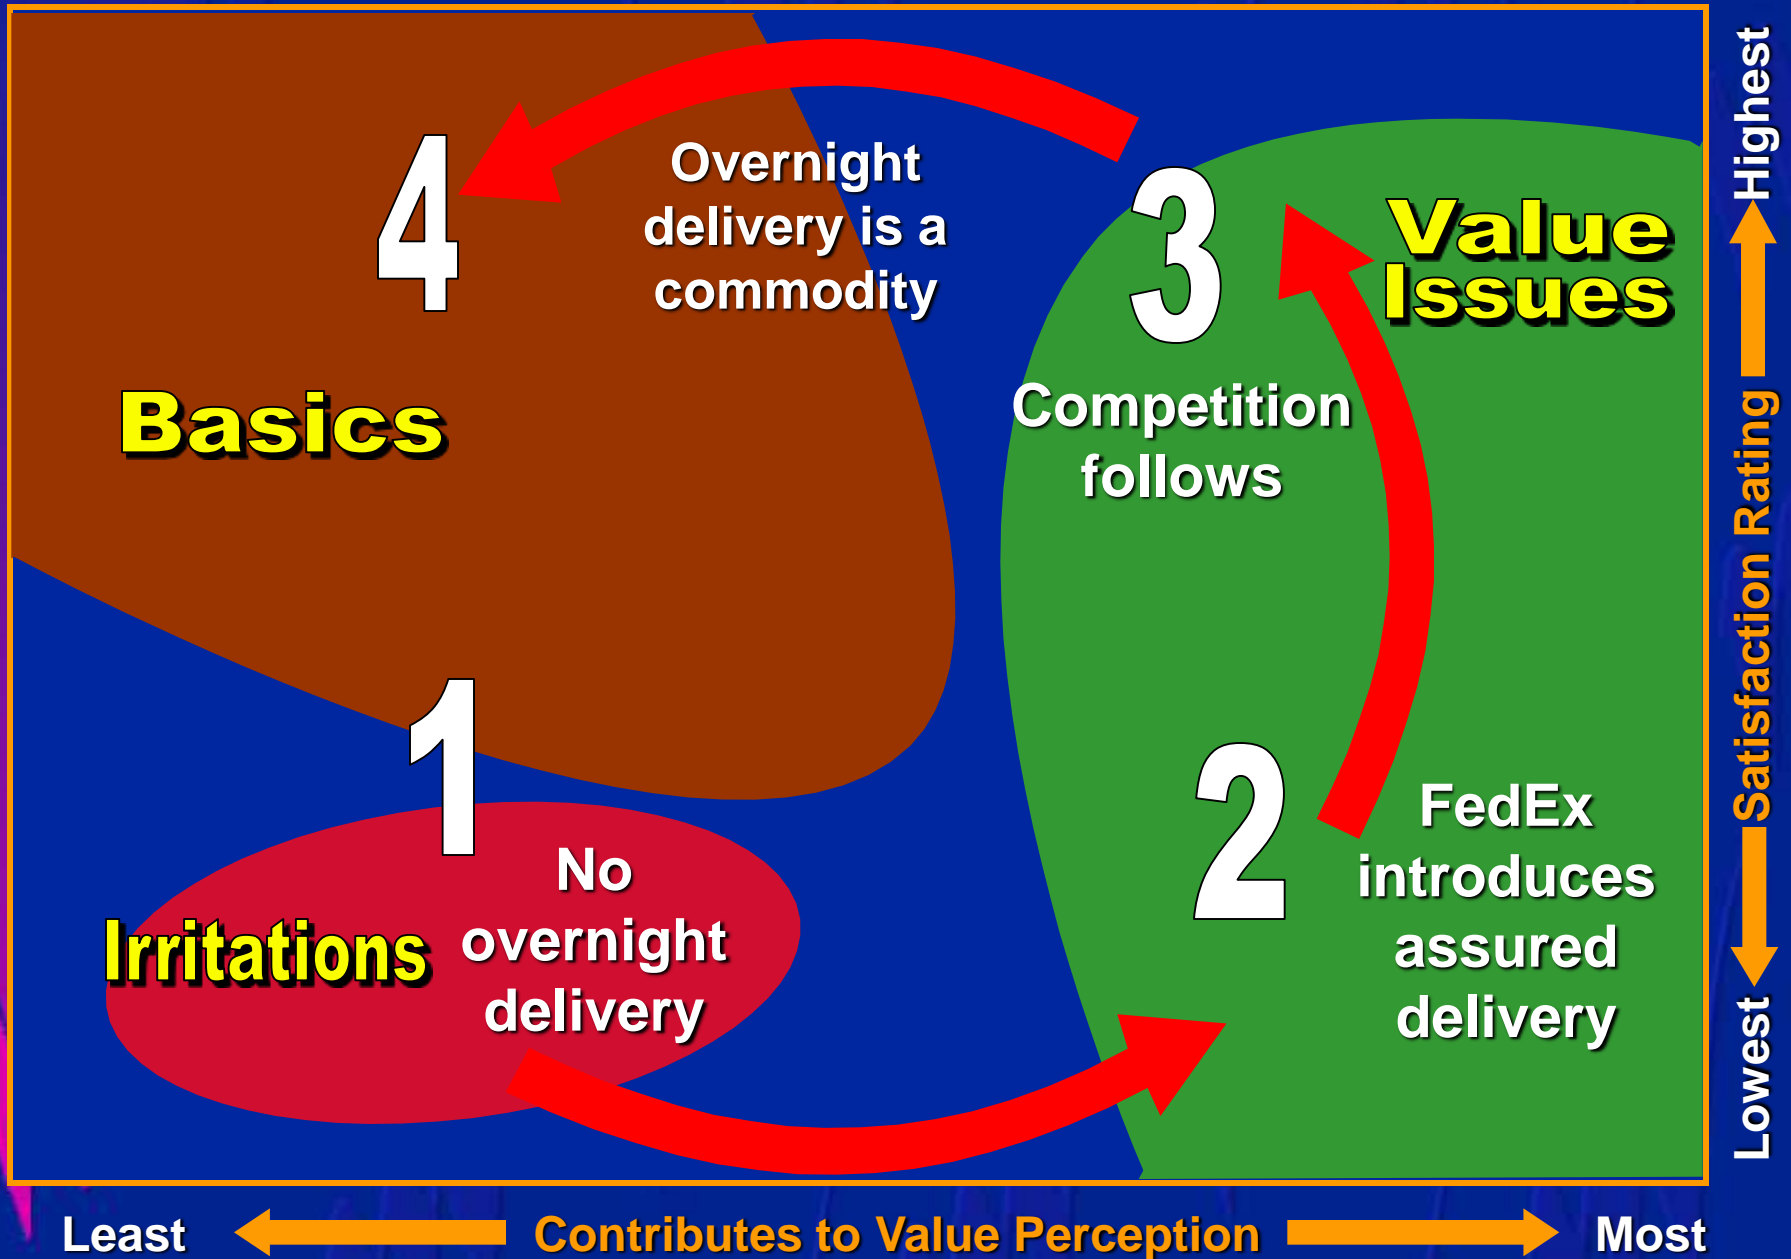 4
Overnight
delivery is a
commodity
Basics
3
Value
Issues
Competition
follows
1
No
overnight
delivery
Irritations
2
FedEx
introduces
assured
delivery
Highest
Satisfaction Rating
Lowest
Least
Contributes to Value Perception
Most